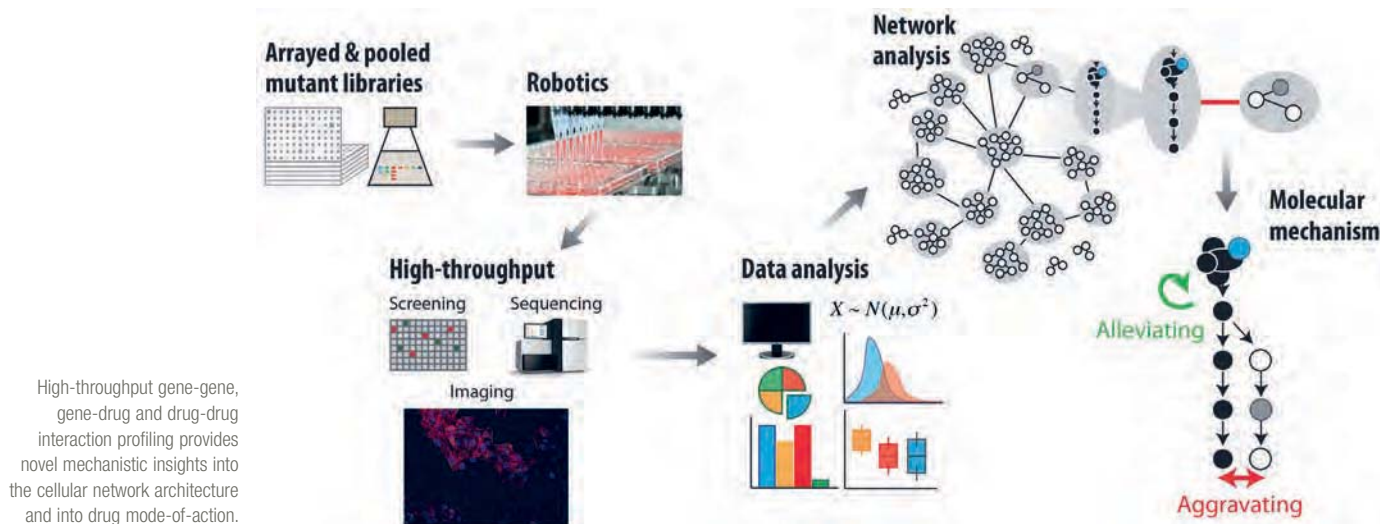 Arrayed & pooled
mutant libraries
Robotics
High-throughput
Screening
Sequencing
Imaging
Data analysis
X ~ N(μ,σ²)
Network
analysis
Molecular
mechanism
Alleviating
Aggravating
High-throughput gene-gene,
gene-drug and drug-drug
interaction profiling provides
novel mechanistic insights into
the cellular network architecture
and into drug mode-of-action.